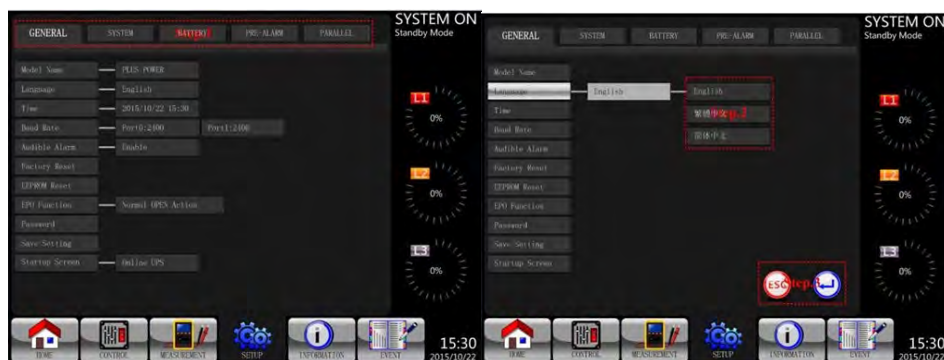 SYSTEM ON
Standby Mode
GENERAL SYSTEM BATTERY PRE-ALARM PARALLEL
Model Name PLUS POWER
Language English
Time 2015/10/22 15:30
Baud Rate Port0:2400 Port1:2400
Audible Alarm Enable
Factory Reset
EEPROM Reset
EPO Function Normal OPEN Action
Password
Save Setting
Startup Screen Online UPS
L1
0%
L2
0%
L3
0%
HOME CONTROL MEASUREMENT SETUP INFORMATION EVENT
15:30
2015/10/22
SYSTEM ON
Standby Mode
GENERAL SYSTEM BATTERY PRE-ALARM PARALLEL
Model Name
Language English English
Time 繁體中文
Baud Rate 简体中文
Audible Alarm
Factory Reset
EEPROM Reset
EPO Function
Password
Save Setting
Startup Screen
L1
0%
L2
0%
L3
0%
ESC Step.3
HOME CONTROL MEASUREMENT SETUP INFORMATION EVENT
15:30
2015/10/22